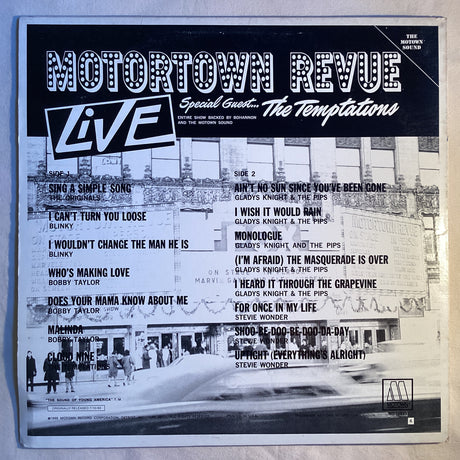 THE
MOTOWN
SOUND
MOTORTOWN REVUE
LiVE
Special Guest... The Temptations
ENTIRE SHOW BACKED BY BOHANNON
AND THE MOTOWN SOUND
SIDE 1
SING A SIMPLE SONG
THE ORIGINALS
I CAN'T TURN YOU LOOSE
BLINKY
I WOULDN'T CHANGE THE MAN HE IS
BLINKY
WHO'S MAKING LOVE
BOBBY TAYLOR
DOES YOUR MAMA KNOW ABOUT ME
BOBBY TAYLOR
MALINDA
BOBBY TAYLOR
CLOUD NINE
SIDE 2
AIN'T NO SUN SINCE YOU'VE BEEN GONE
GLADYS KNIGHT & THE PIPS
I WISH IT WOULD RAIN
GLADYS KNIGHT & THE PIPS
MONOLOGUE
GLADYS KNIGHT AND THE PIPS
(I'M AFRAID) THE MASQUERADE IS OVER
GLADYS KNIGHT & THE PIPS
I HEARD IT THROUGH THE GRAPEVINE
GLADYS KNIGHT & THE PIPS
FOR ONCE IN MY LIFE
STEVIE WONDER
SHOO-BE-DOO-BE-DOO-DA-DAY
STEVIE WONDER
UPTIGHT (EVERYTHING'S ALRIGHT)
STEVIE WONDER
ON ST
MARVI
"THE SOUND OF YOUNG AMERICA" T.M.
MOTOWN RECORD CORPORATION
M